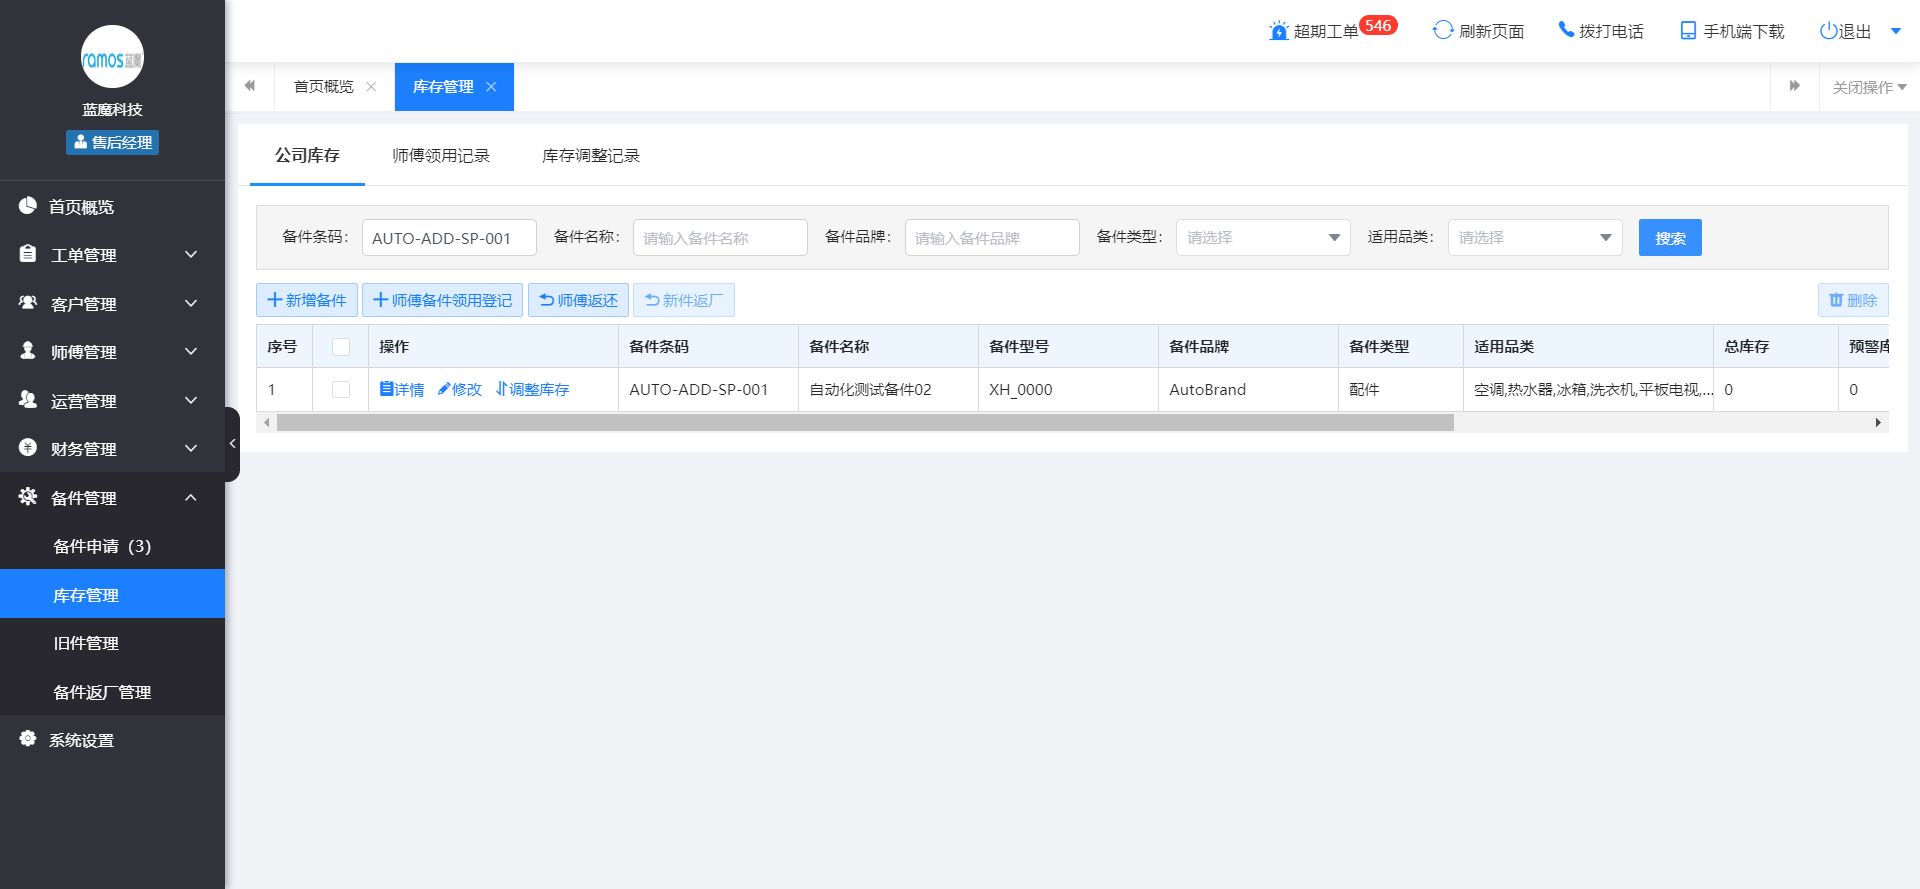 ramos蓝魔
蓝魔科技
售后经理
首页概览
工单管理
客户管理
师傅管理
运营管理
财务管理
备件管理
备件申请（3）
库存管理
旧件管理
备件返厂管理
系统设置
超期工单 546 刷新页面 拨打电话 手机端下载 退出
首页概览 库存管理 关闭操作
公司库存 师傅领用记录 库存调整记录
备件条码： AUTO-ADD-SP-001 备件名称： 请输入备件名称 备件品牌： 请输入备件品牌 备件类型： 请选择 适用品类： 请选择 搜索
新增备件 师傅备件领用登记 师傅返还 新件返厂 删除
序号 操作 备件条码 备件名称 备件型号 备件品牌 备件类型 适用品类 总库存 预警库
1 详情 修改 调整库存 AUTO-ADD-SP-001 自动化测试备件02 XH_0000 AutoBrand 配件 空调,热水器,冰箱,洗衣机,平板电视,... 0 0